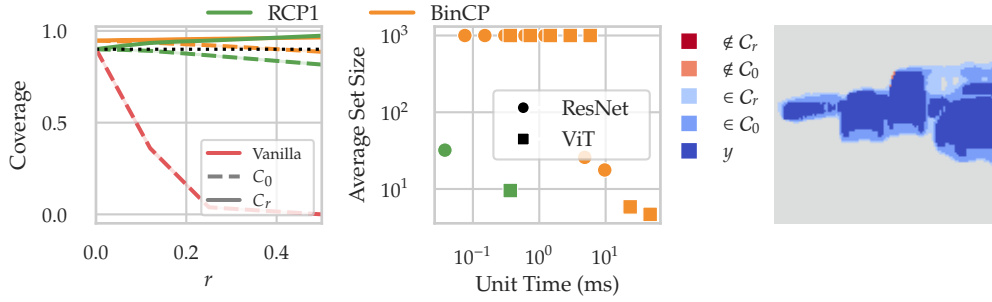 RCP1 BinCP
Coverage
1.0
0.5
0.0
0.0 0.2 0.4
r
Vanilla
C₀
Cᵣ
Average Set Size
10³
10²
10¹
10⁻¹ 10⁰ 10¹
Unit Time (ms)
ResNet
ViT
∉ Cᵣ
∉ C₀
∈ Cᵣ
∈ C₀
y